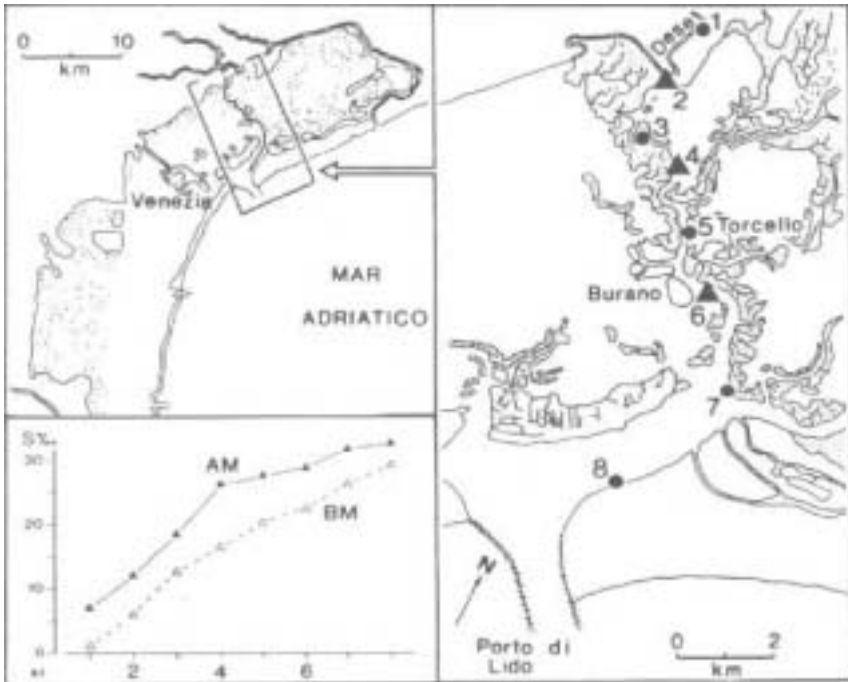 0 10
km
Venezia
MAR
ADRIATICO
S‰
30
20
10
0
AM
BM
2 4 6
Dese
1
2
3
4
5 Torcello
Burano
6
7
8
N
Porto di
Lido
0 2
km